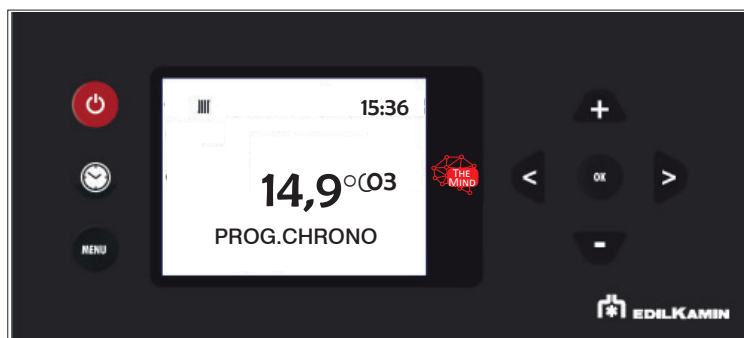 15:36
14,9°C03
PROG.CHRONO
THE
MIND
MENU
+
<
OK
>
-
EDILKAMIN